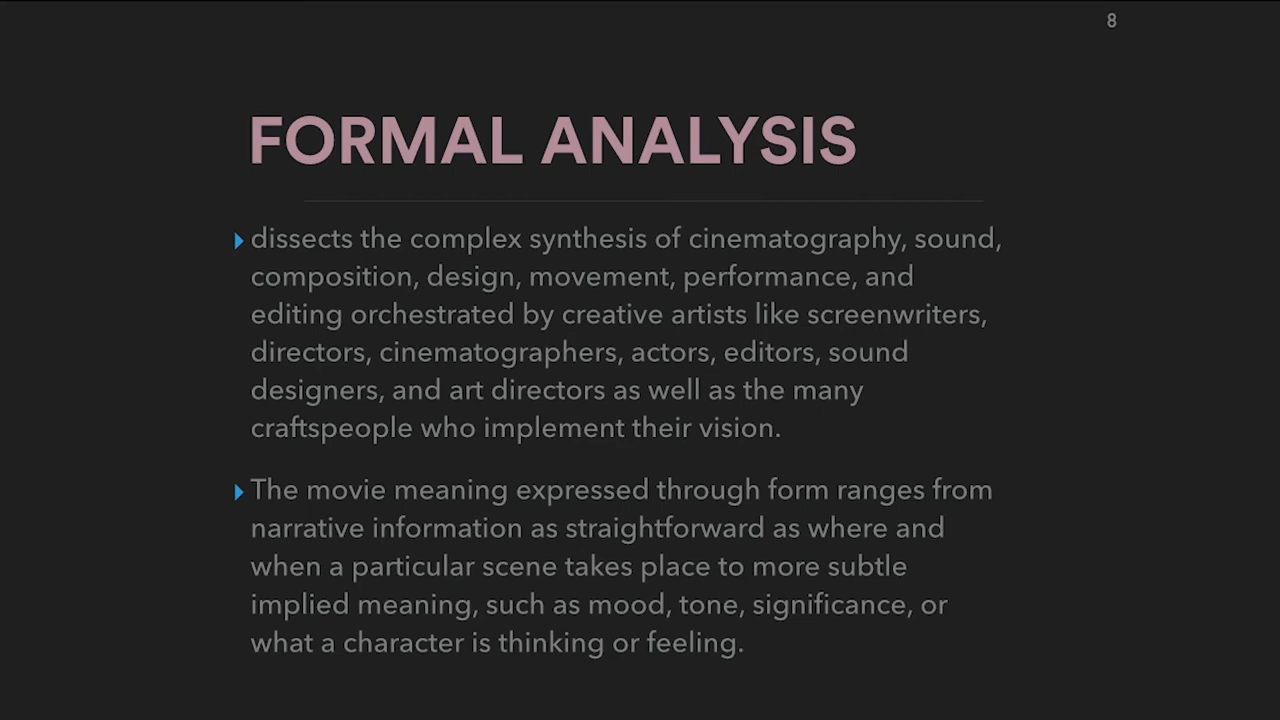 8
FORMAL ANALYSIS
dissects the complex synthesis of cinematography, sound,
composition, design, movement, performance, and
editing orchestrated by creative artists like screenwriters,
directors, cinematographers, actors, editors, sound
designers, and art directors as well as the many
craftspeople who implement their vision.
The movie meaning expressed through form ranges from
narrative information as straightforward as where and
when a particular scene takes place to more subtle
implied meaning, such as mood, tone, significance, or
what a character is thinking or feeling.